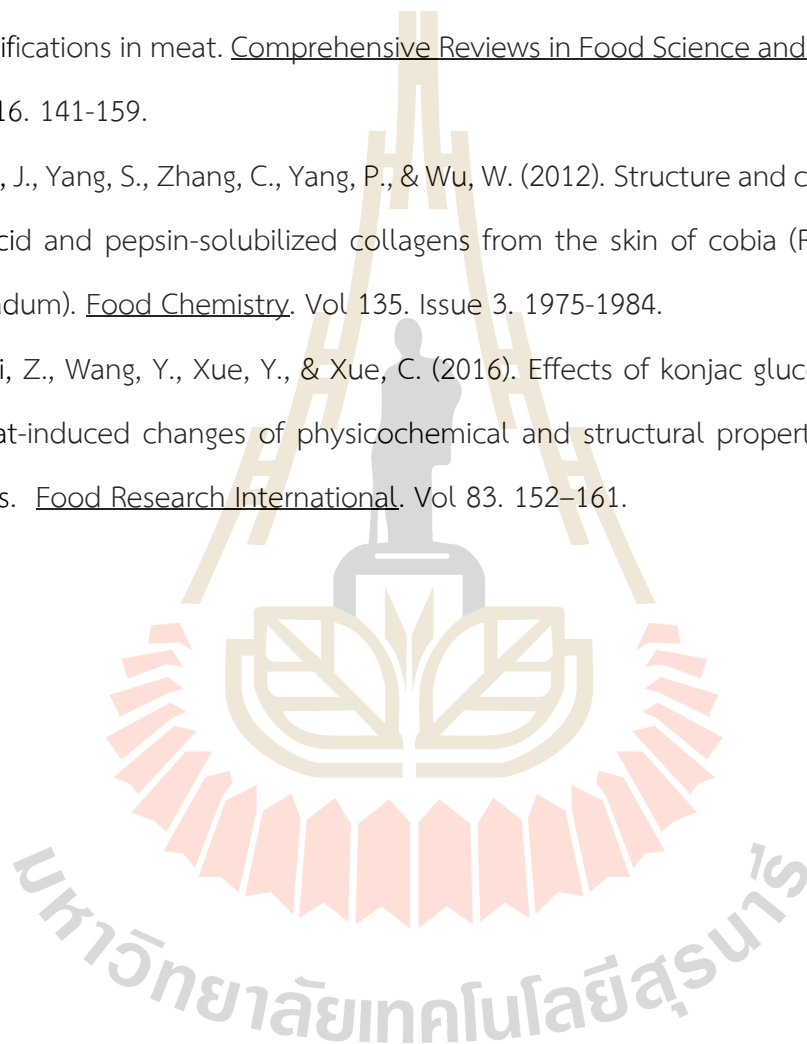 ifications in meat. Comprehensive Reviews in Food Science and
16. 141-159.
, J., Yang, S., Zhang, C., Yang, P., & Wu, W. (2012). Structure and c
cid and pepsin-solubilized collagens from the skin of cobia (R
ndum). Food Chemistry. Vol 135. Issue 3. 1975-1984.
i, Z., Wang, Y., Xue, Y., & Xue, C. (2016). Effects of konjac gluc
at-induced changes of physicochemical and structural propert
s. Food Research International. Vol 83. 152–161.
มหาวิทยาลัยเทคโนโลยีสุรนารี